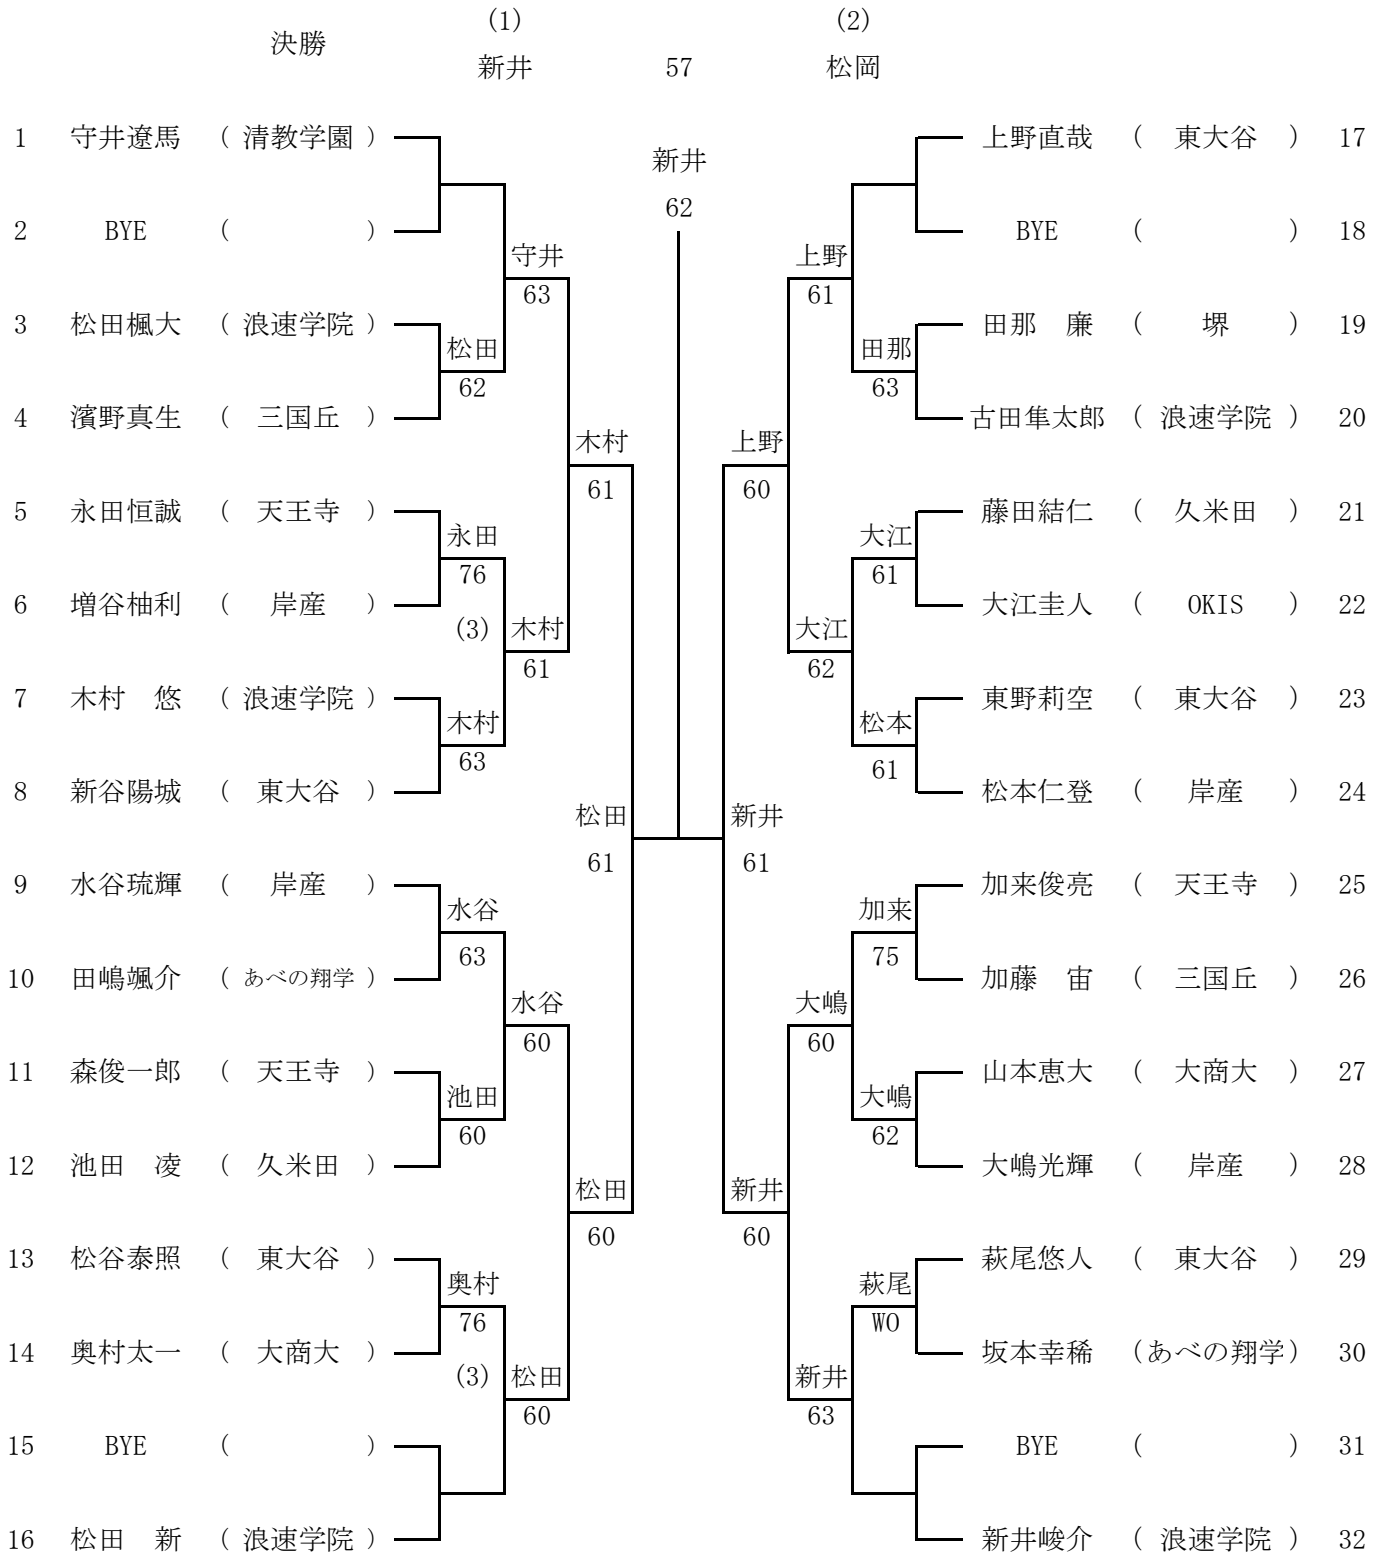 (1) (2)
決勝
新井 57 松岡
1 守井遼馬 ( 清教学園 ) 上野直哉 ( 東大谷 ) 17
新井
62
2 BYE ( ) BYE ( ) 18
守井 上野
63 61
3 松田楓大 ( 浪速学院 ) 田那 廉 ( 堺 ) 19
松田 田那
62 63
4 濱野真生 ( 三国丘 ) 古田隼太郎 ( 浪速学院 ) 20
木村 上野
61 60
5 永田恒誠 ( 天王寺 ) 藤田結仁 ( 久米田 ) 21
永田 大江
76 61
6 増谷柚利 ( 岸産 ) 大江圭人 ( OKIS ) 22
(3) 木村 大江
61 62
7 木村 悠 ( 浪速学院 ) 東野莉空 ( 東大谷 ) 23
木村 松本
63 61
8 新谷陽城 ( 東大谷 ) 松本仁登 ( 岸産 ) 24
松田 新井
61 61
9 水谷琉輝 ( 岸産 ) 加来俊亮 ( 天王寺 ) 25
水谷 加来
63 75
10 田嶋颯介 ( あべの翔学 ) 加藤 宙 ( 三国丘 ) 26
水谷 大嶋
60 60
11 森俊一郎 ( 天王寺 ) 山本恵大 ( 大商大 ) 27
池田 大嶋
60 62
12 池田 凌 ( 久米田 ) 大嶋光輝 ( 岸産 ) 28
松田 新井
60 60
13 松谷泰照 ( 東大谷 ) 萩尾悠人 ( 東大谷 ) 29
奥村 萩尾
76 WO
14 奥村太一 ( 大商大 ) 坂本幸稀 (あべの翔学) 30
(3) 松田 新井
60 63
15 BYE ( ) BYE ( ) 31
16 松田 新 ( 浪速学院 ) 新井峻介 ( 浪速学院 ) 32